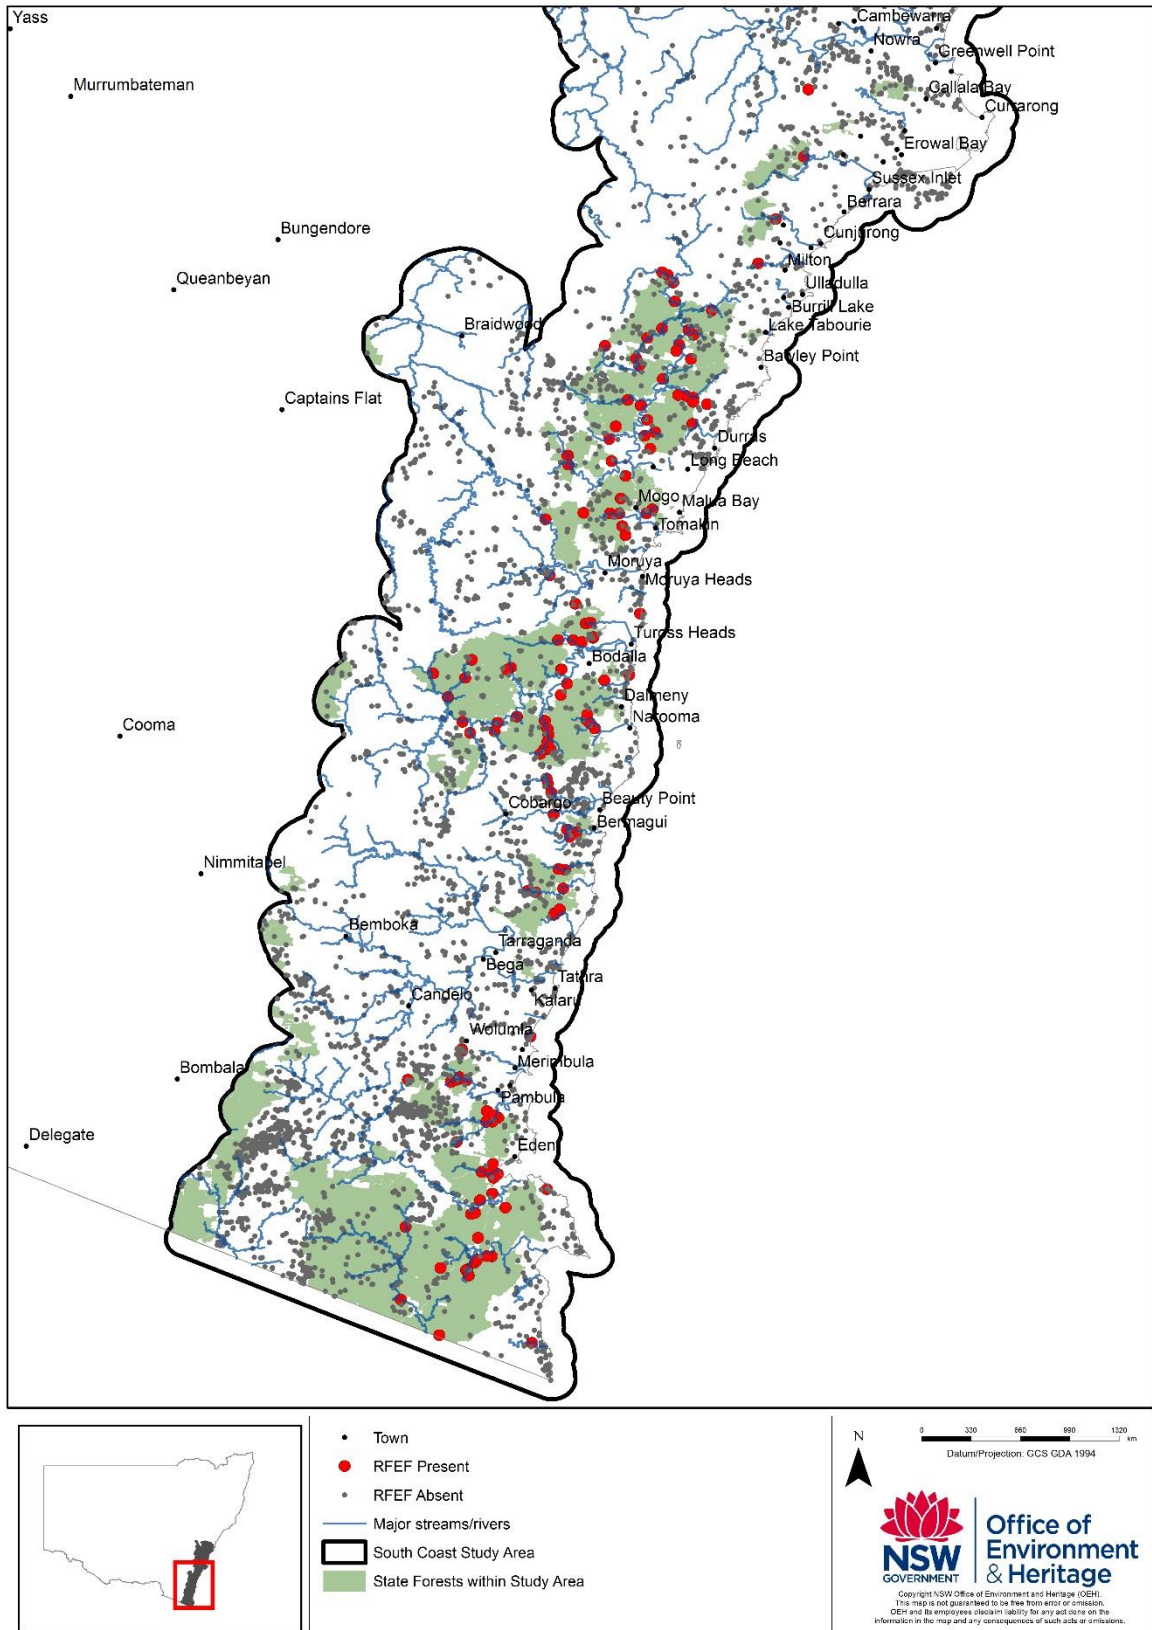 Yass
Cambewarra
Nowra
Greenwell Point
Murrumbateman
Callala Bay
Currarong
Erowal Bay
Sussex Inlet
Berrara
Bungendore
Cunjurong
Milton
Queanbeyan
Ulladulla
Burrill Lake
Braidwood
Lake Tabourie
Bawley Point
Captains Flat
Durras
Long Beach
Mogo
Malua Bay
Tomakin
Moruya
Moruya Heads
Tuross Heads
Bodalla
Dalmeny
Cooma
Narooma
Cobargo
Beauty Point
Bermagui
Nimmitabel
Bemboka
Tarraganda
Bega
Tathra
Candelo
Kalaru
Wolumla
Merimbula
Bombala
Pambula
Delegate
Eden
Town
RFEF Present
RFEF Absent
Major streams/rivers
South Coast Study Area
State Forests within Study Area
N
0 330 660 990 1320
km
Datum/Projection: GCS GDA 1994
NSW
GOVERNMENT
Office of
Environment
& Heritage
Copyright NSW Office of Environment and Heritage (OEH).
This map is not guaranteed to be free from error or omission.
OEH and its employees disclaim liability for any act done on the
information in the map and any consequences of such acts or omissions.